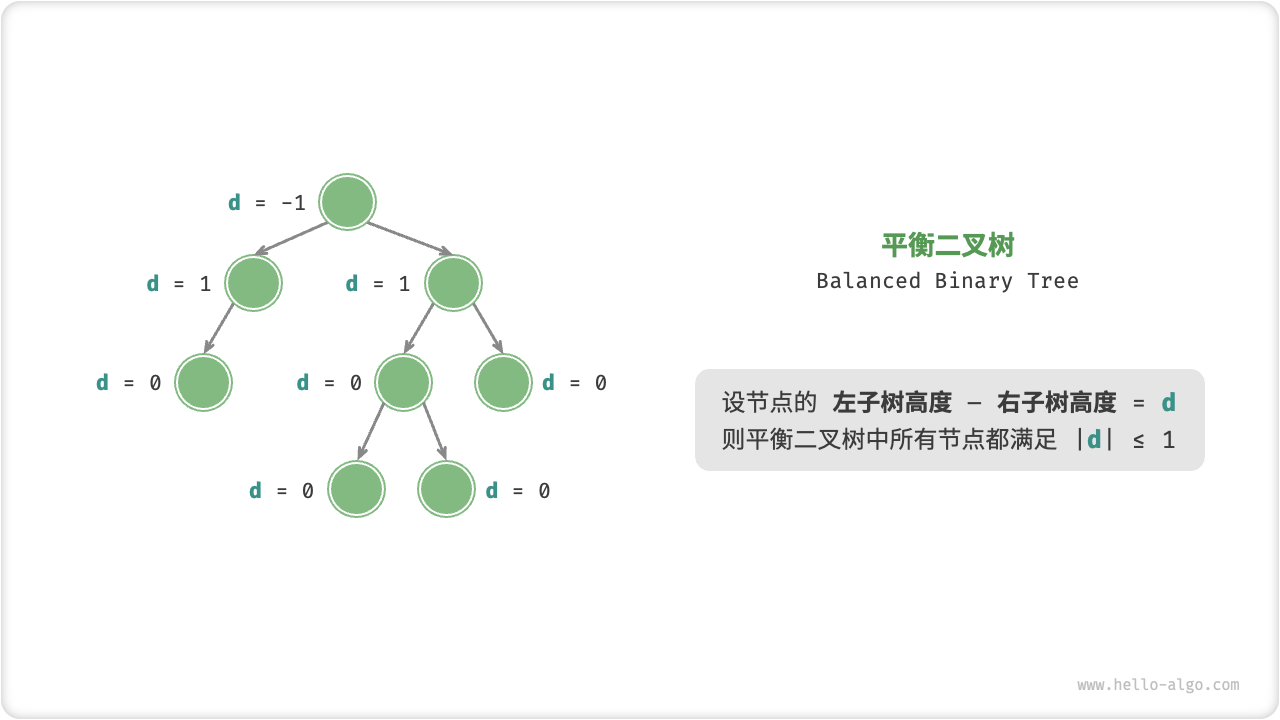 d = -1
d = 1
d = 1
d = 0
d = 0
d = 0
d = 0
d = 0
平衡二叉树
Balanced Binary Tree
设节点的 左子树高度 − 右子树高度 = d
则平衡二叉树中所有节点都满足 |d| ≤ 1
www.hello-algo.com